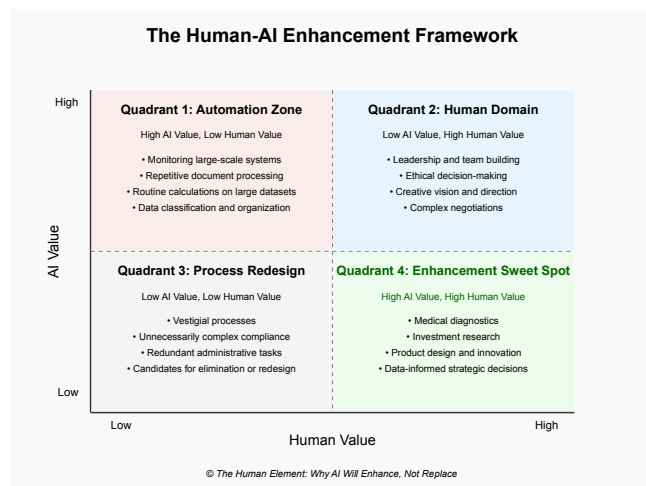 The Human-AI Enhancement Framework
High
Quadrant 1: Automation Zone
High AI Value, Low Human Value
• Monitoring large-scale systems
• Repetitive document processing
• Routine calculations on large datasets
• Data classification and organization
Quadrant 2: Human Domain
Low AI Value, High Human Value
• Leadership and team building
• Ethical decision-making
• Creative vision and direction
• Complex negotiations
AI Value
Quadrant 3: Process Redesign
Low AI Value, Low Human Value
• Vestigial processes
• Unnecessarily complex compliance
• Redundant administrative tasks
• Candidates for elimination or redesign
Quadrant 4: Enhancement Sweet Spot
High AI Value, High Human Value
• Medical diagnostics
• Investment research
• Product design and innovation
• Data-informed strategic decisions
Low
Low
High
Human Value
© The Human Element: Why AI Will Enhance, Not Replace